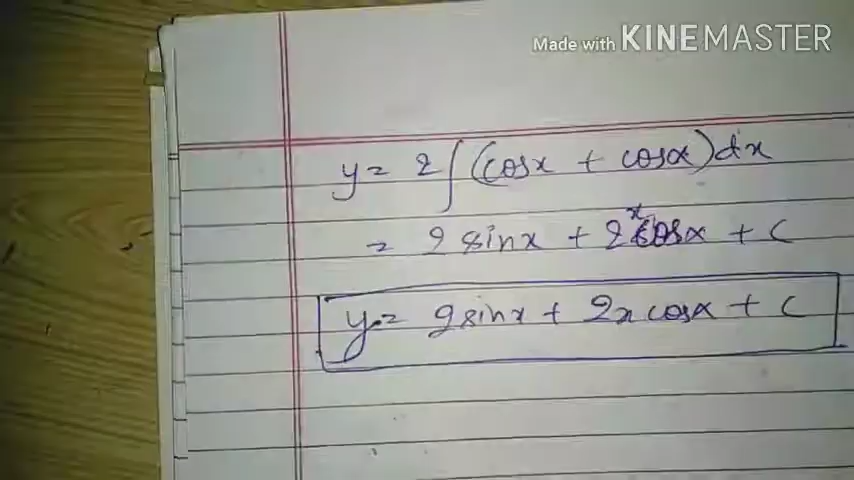 Made with KINEMASTER
y = 2∫(cosx + cosα)dx
= 2 sinx + 2x cosα + c
y = 2sinx + 2x cosα + c